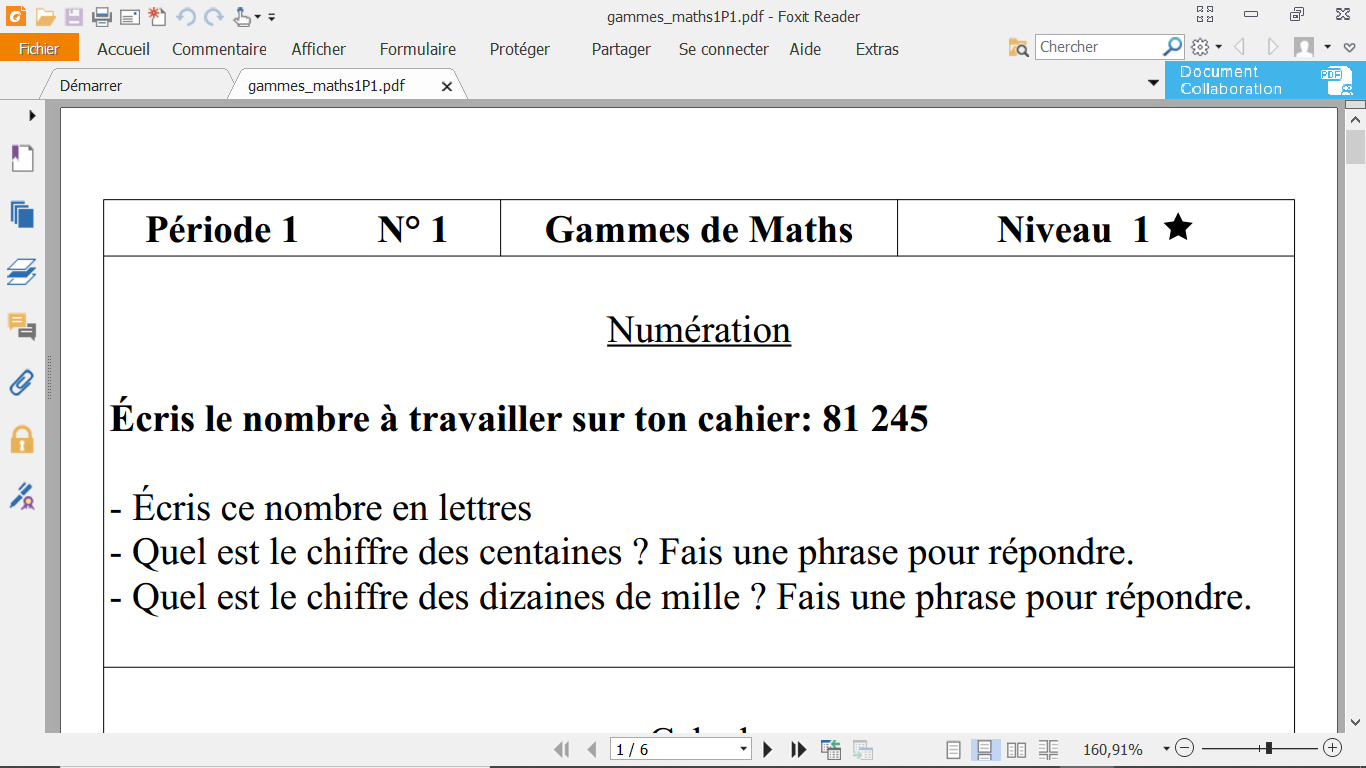 gammes_maths1P1.pdf - Foxit Reader
Fichier Accueil Commentaire Afficher Formulaire Protéger Partager Se connecter Aide Extras Chercher
Démarrer gammes_maths1P1.pdf Document Collaboration
Période 1 N° 1 Gammes de Maths Niveau 1
Numération
Écris le nombre à travailler sur ton cahier: 81 245
- Écris ce nombre en lettres
- Quel est le chiffre des centaines ? Fais une phrase pour répondre.
- Quel est le chiffre des dizaines de mille ? Fais une phrase pour répondre.
1 / 6 160,91%